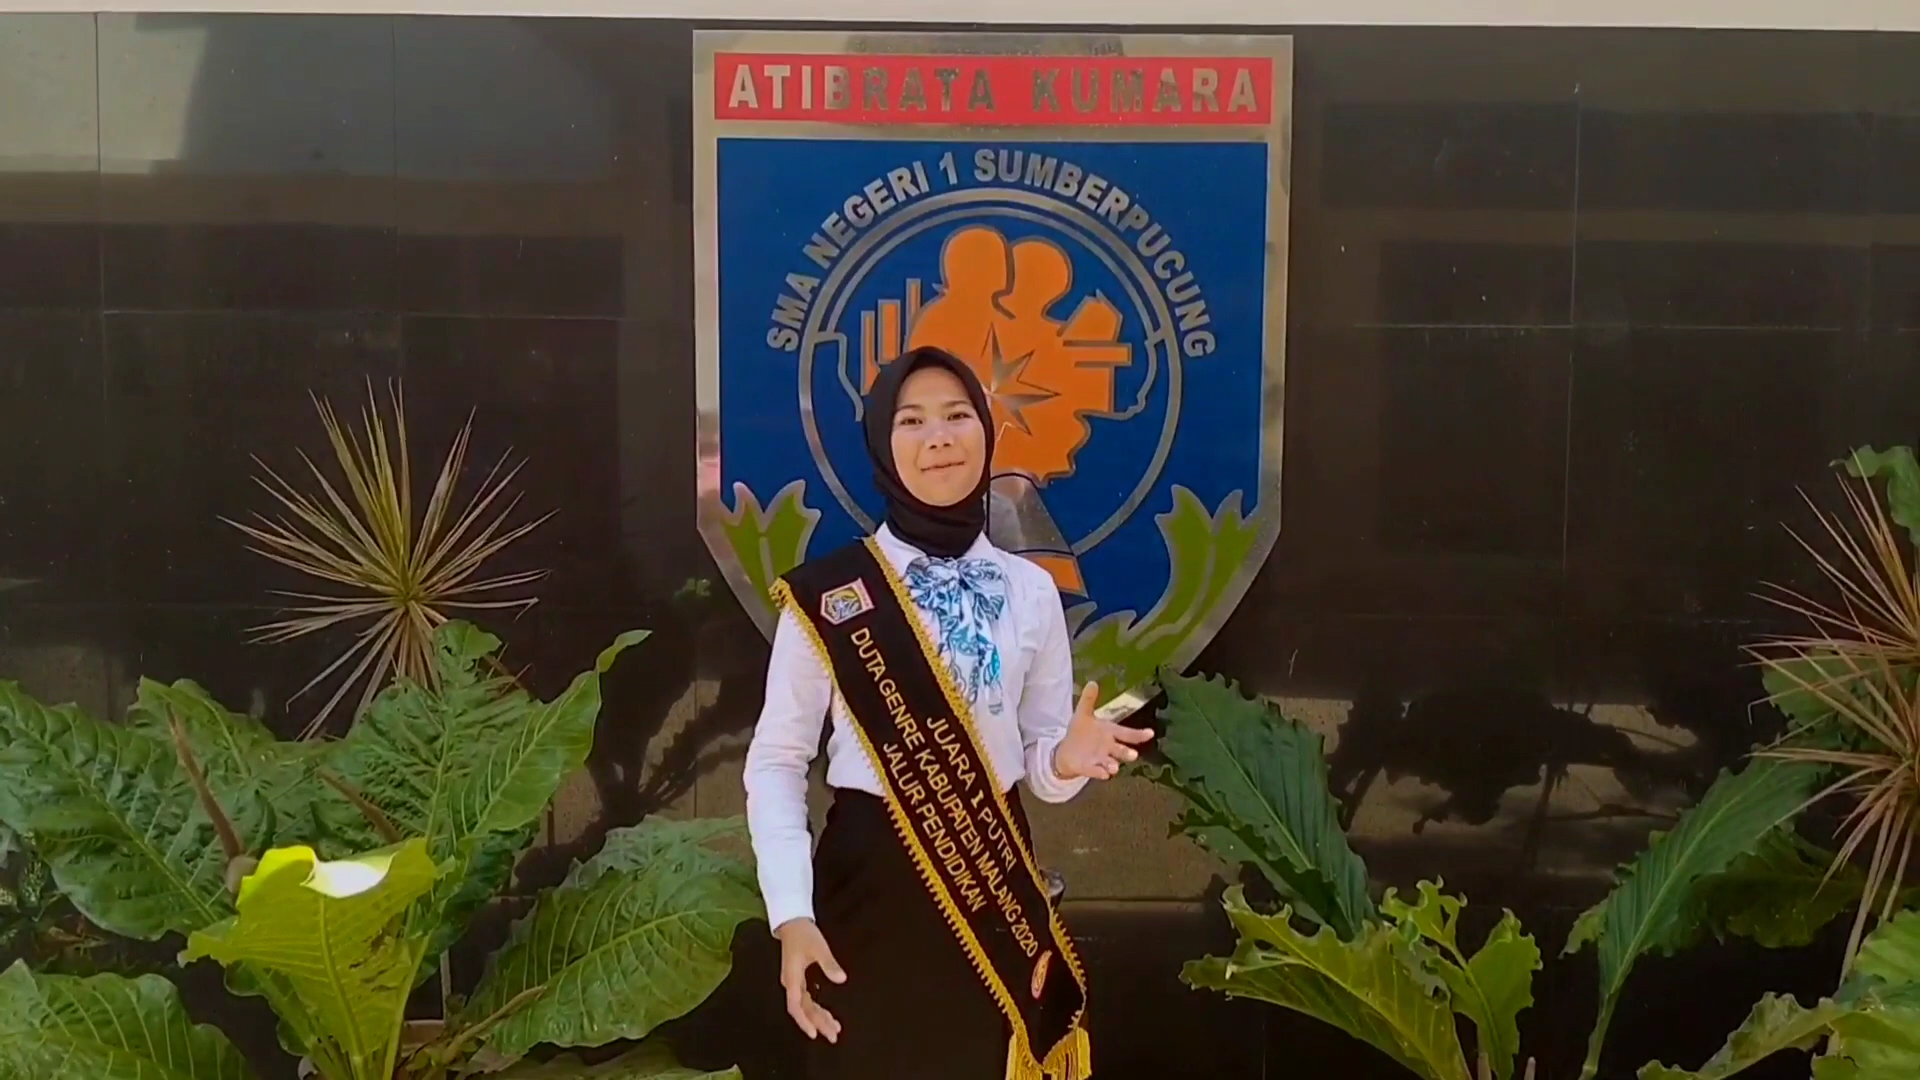 ATIBRATA KUMARA
SMA NEGERI 1 SUMBERPUCUNG
JUARA 1 PUTRI
DUTA GENRE KABUPATEN MALANG 2020
JALUR PENDIDIKAN